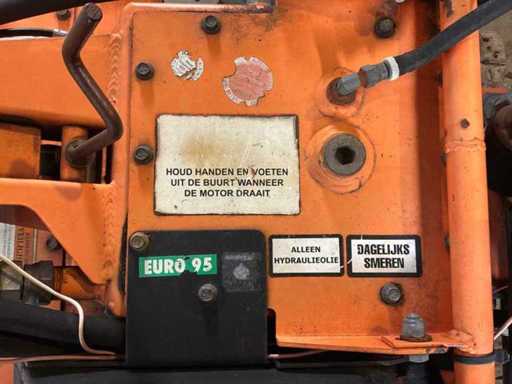 HOUD HANDEN EN VOETEN
UIT DE BUURT WANNEER
DE MOTOR DRAAIT
ALLEEN
HYDRAULIEOLIE
DAGELIJKS
SMEREN
EURO 95